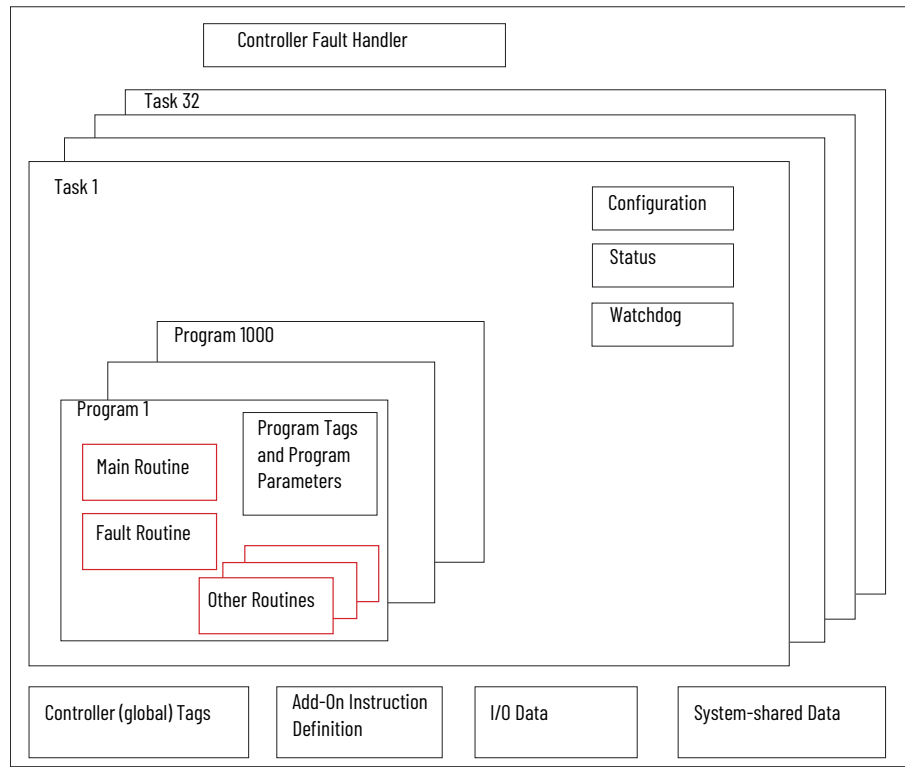 Controller Fault Handler
Task 32
Task 1
Configuration
Status
Watchdog
Program 1000
Program 1
Program Tags
and Program
Parameters
Main Routine
Fault Routine
Other Routines
Controller (global) Tags
Add-On Instruction
Definition
I/O Data
System-shared Data